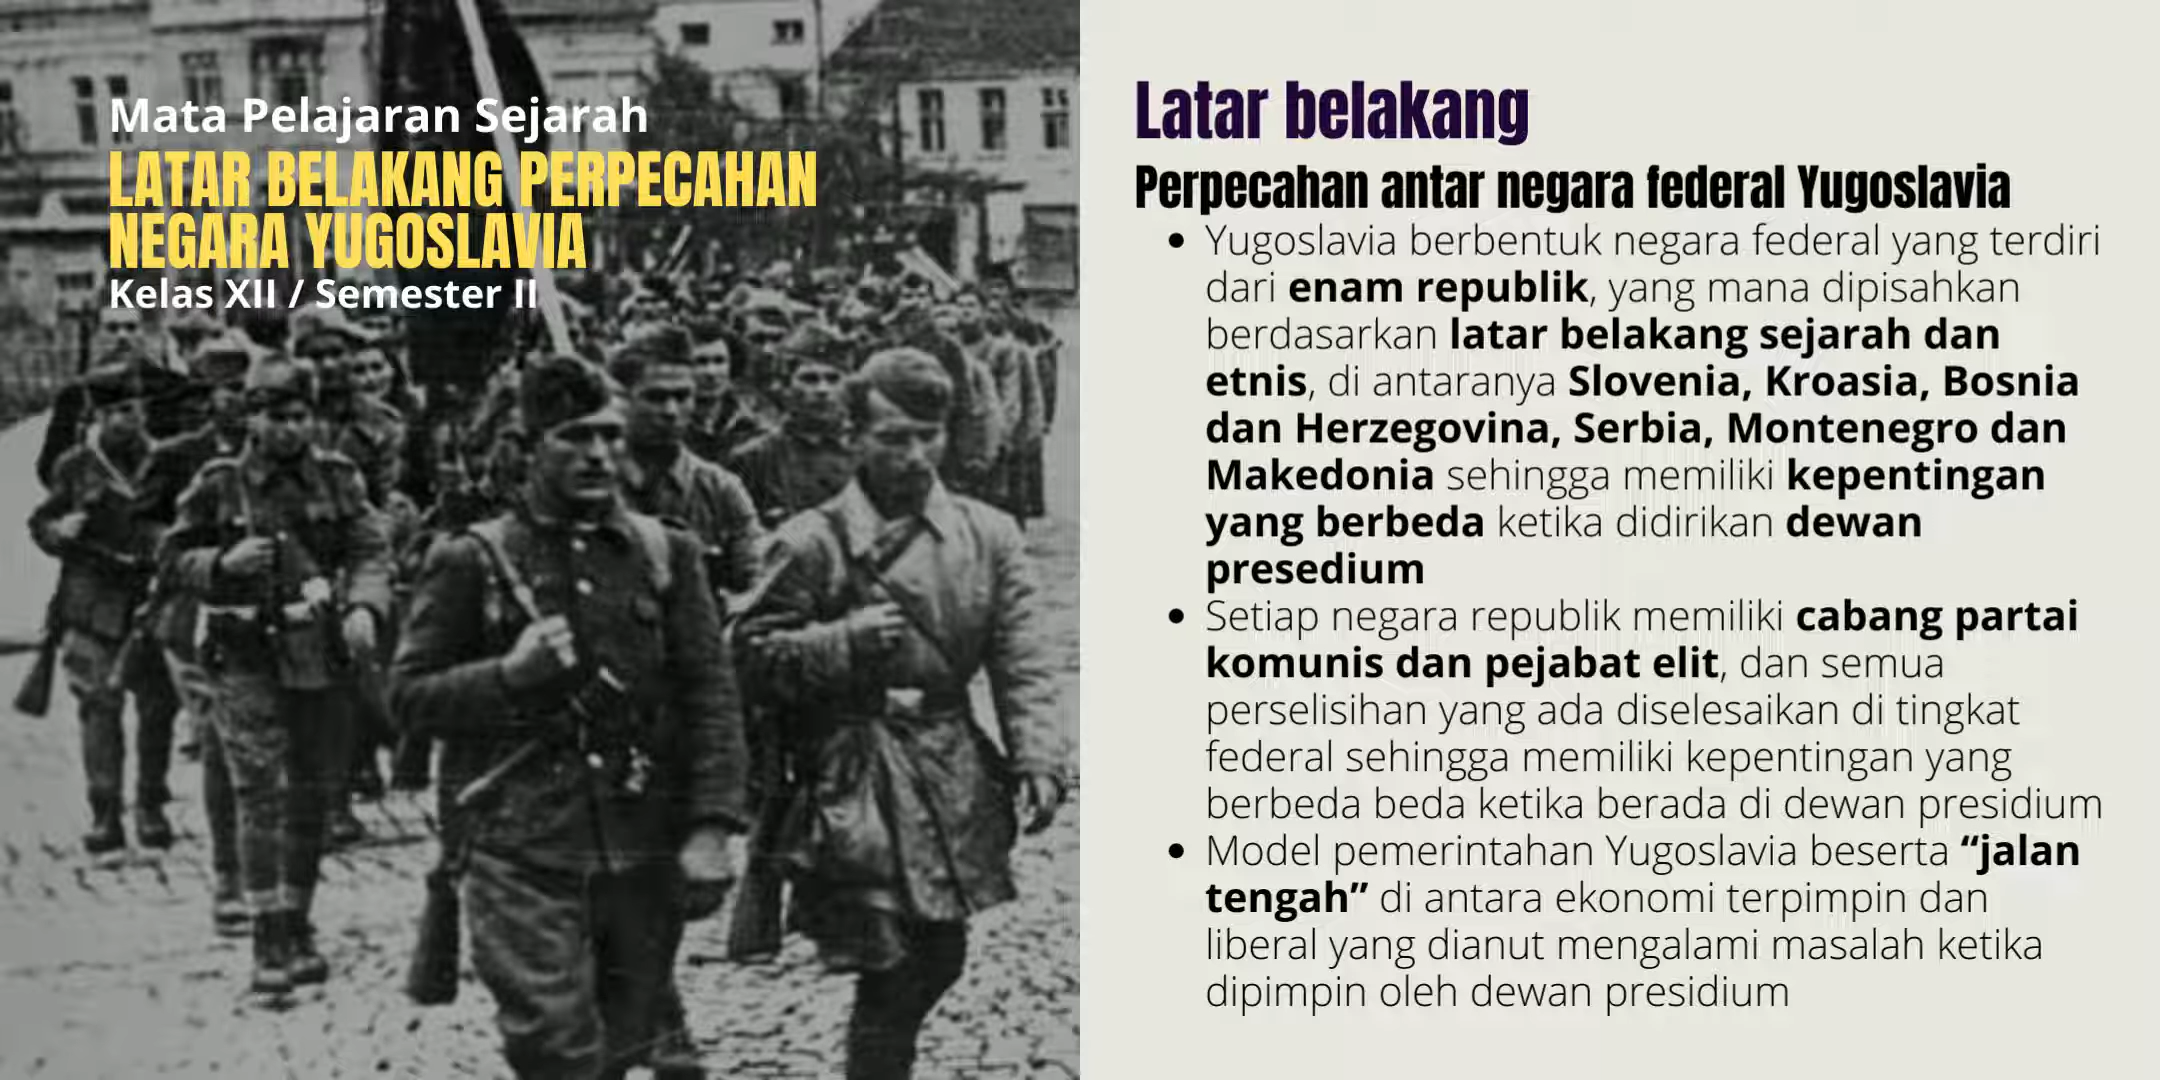 Mata Pelajaran Sejarah
LATAR BELAKANG PERPECAHAN
NEGARA YUGOSLAVIA
Kelas XII / Semester II
Latar belakang
Perpecahan antar negara federal Yugoslavia
• Yugoslavia berbentuk negara federal yang terdiri
dari enam republik, yang mana dipisahkan
berdasarkan latar belakang sejarah dan
etnis, di antaranya Slovenia, Kroasia, Bosnia
dan Herzegovina, Serbia, Montenegro dan
Makedonia sehingga memiliki kepentingan
yang berbeda ketika didirikan dewan
presedium
• Setiap negara republik memiliki cabang partai
komunis dan pejabat elit, dan semua
perselisihan yang ada diselesaikan di tingkat
federal sehingga memiliki kepentingan yang
berbeda beda ketika berada di dewan presidium
• Model pemerintahan Yugoslavia beserta “jalan
tengah” di antara ekonomi terpimpin dan
liberal yang dianut mengalami masalah ketika
dipimpin oleh dewan presidium